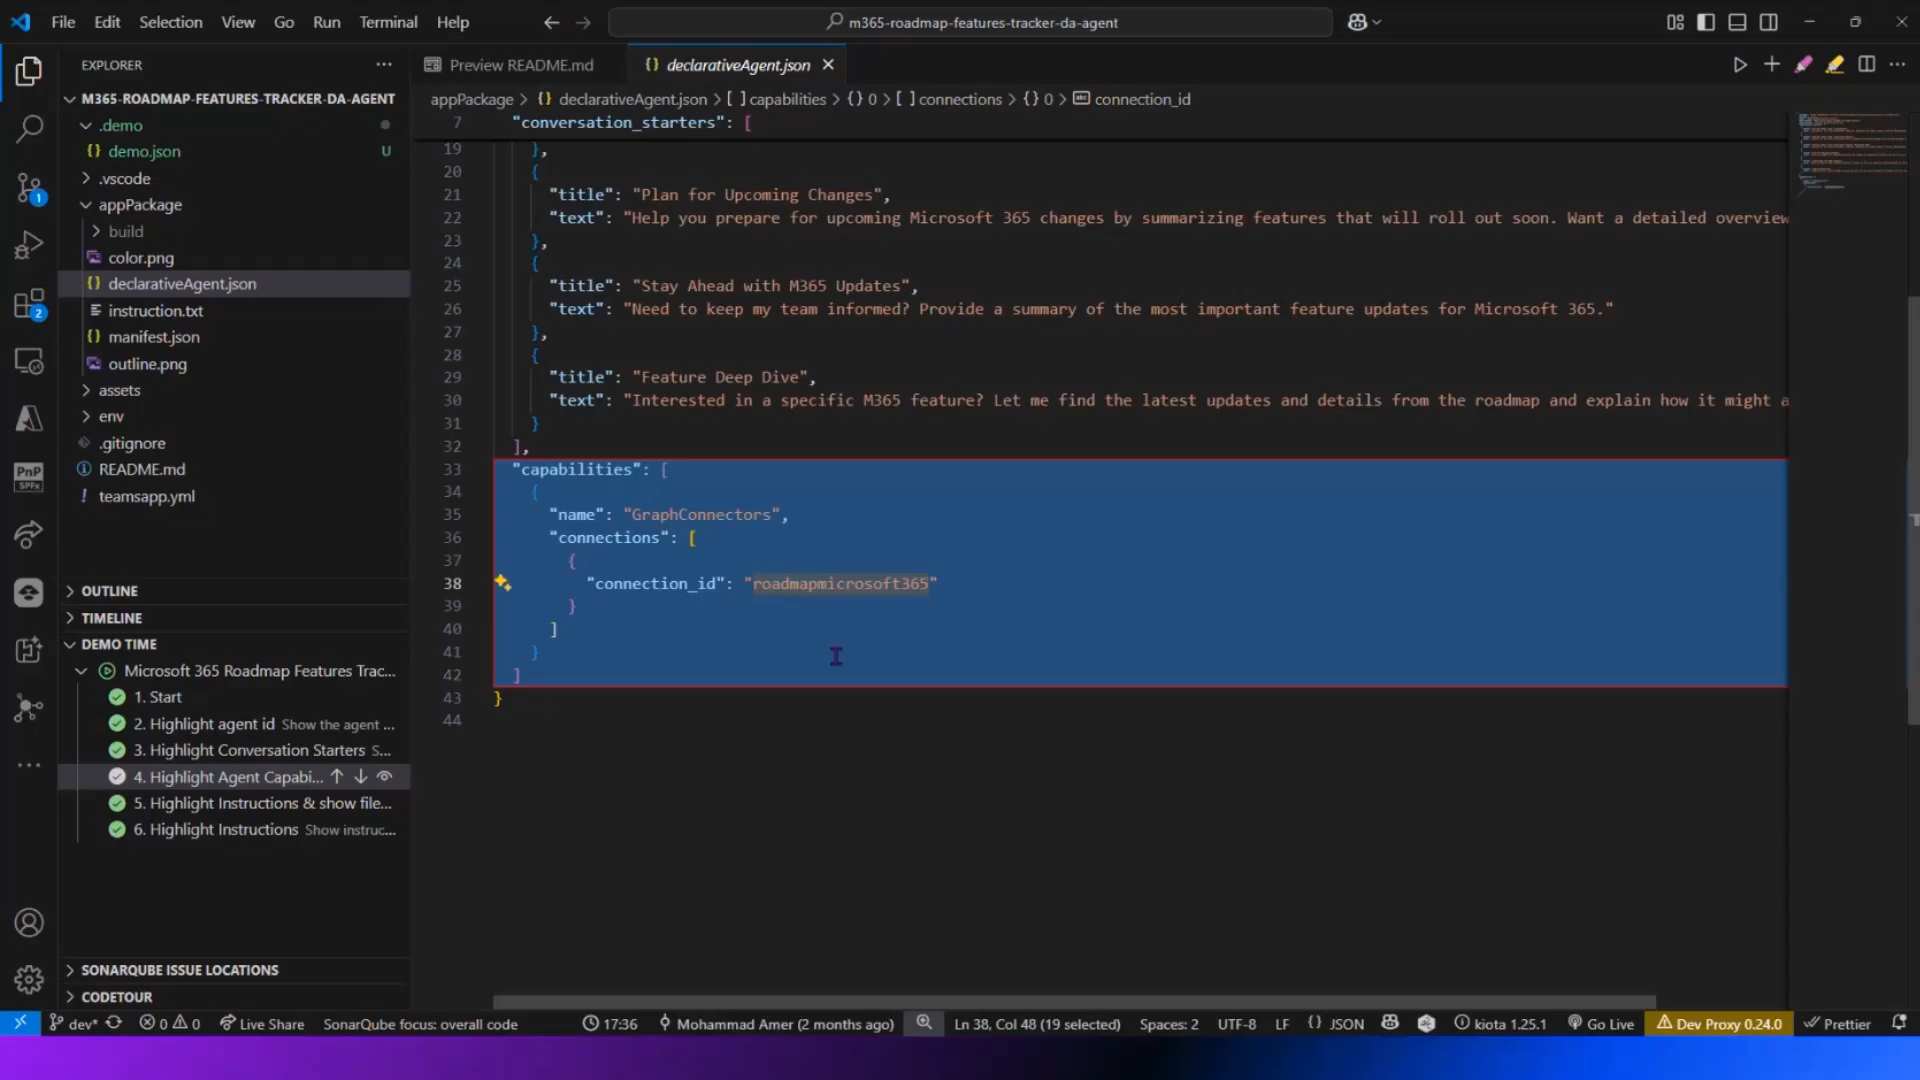 File Edit Selection View Go Run Terminal Help
m365-roadmap-features-tracker-da-agent
EXPLORER
M365-ROADMAP-FEATURES-TRACKER-DA-AGENT
.demo
{} demo.json U
.vscode
appPackage
build
color.png
{} declarativeAgent.json
instruction.txt
{} manifest.json
outline.png
assets
env
.gitignore
README.md
! teamsapp.yml
OUTLINE
TIMELINE
DEMO TIME
Microsoft 365 Roadmap Features Trac...
1. Start
2. Highlight agent id Show the agent ...
3. Highlight Conversation Starters S...
4. Highlight Agent Capabi...
5. Highlight Instructions & show file...
6. Highlight Instructions Show instruc...
SONARQUBE ISSUE LOCATIONS
CODETOUR
1
2
PnP
SPFx
Preview README.md
{} declarativeAgent.json
appPackage > {} declarativeAgent.json > [ ] capabilities > {} 0 > [ ] connections > {} 0 > connection_id
7 "conversation_starters": [
19 },
20 {
21 "title": "Plan for Upcoming Changes",
22 "text": "Help you prepare for upcoming Microsoft 365 changes by summarizing features that will roll out soon. Want a detailed overview
23 },
24 {
25 "title": "Stay Ahead with M365 Updates",
26 "text": "Need to keep my team informed? Provide a summary of the most important feature updates for Microsoft 365."
27 },
28 {
29 "title": "Feature Deep Dive",
30 "text": "Interested in a specific M365 feature? Let me find the latest updates and details from the roadmap and explain how it might a
31 }
32 ],
33 "capabilities": [
34 {
35 "name": "GraphConnectors",
36 "connections": [
37 {
38 "connection_id": "roadmapmicrosoft365"
39 }
40 ]
41 }
42 ]
43 }
44
dev* 0 0 Live Share SonarQube focus: overall code 17:36 Mohammad Amer (2 months ago) Ln 38, Col 48 (19 selected) Spaces: 2 UTF-8 LF {} JSON kiota 1.25.1 Go Live Dev Proxy 0.24.0 Prettier